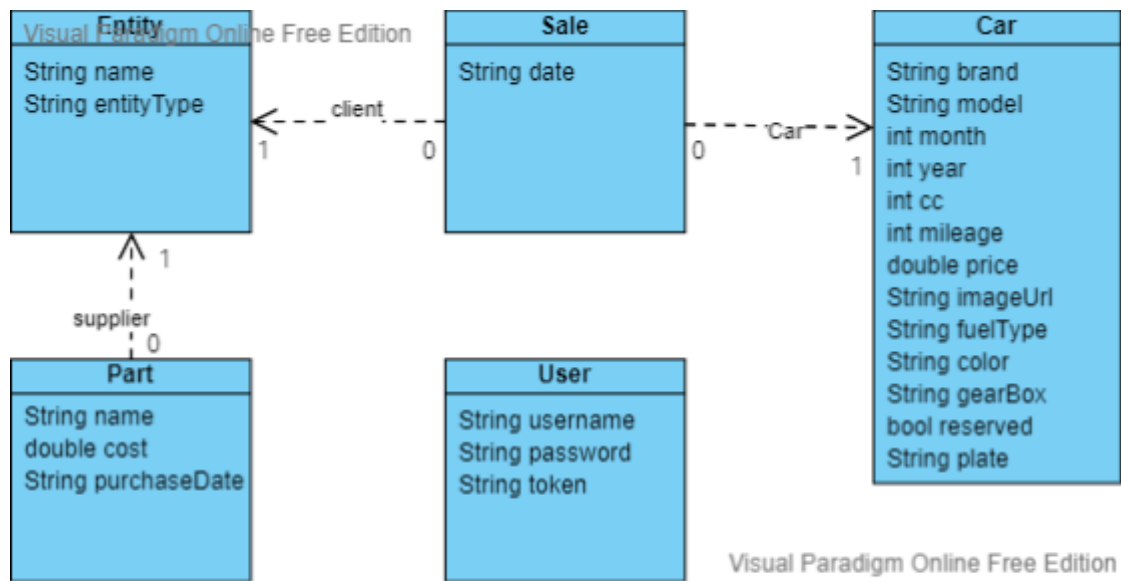 Entity
Visual Paradigm Online Free Edition
String name
String entityType
client
1
0
Sale
String date
Car
0
1
Car
String brand
String model
int month
int year
int cc
int mileage
double price
String imageUrl
String fuelType
String color
String gearBox
bool reserved
String plate
1
supplier
0
Part
String name
double cost
String purchaseDate
User
String username
String password
String token
Visual Paradigm Online Free Edition